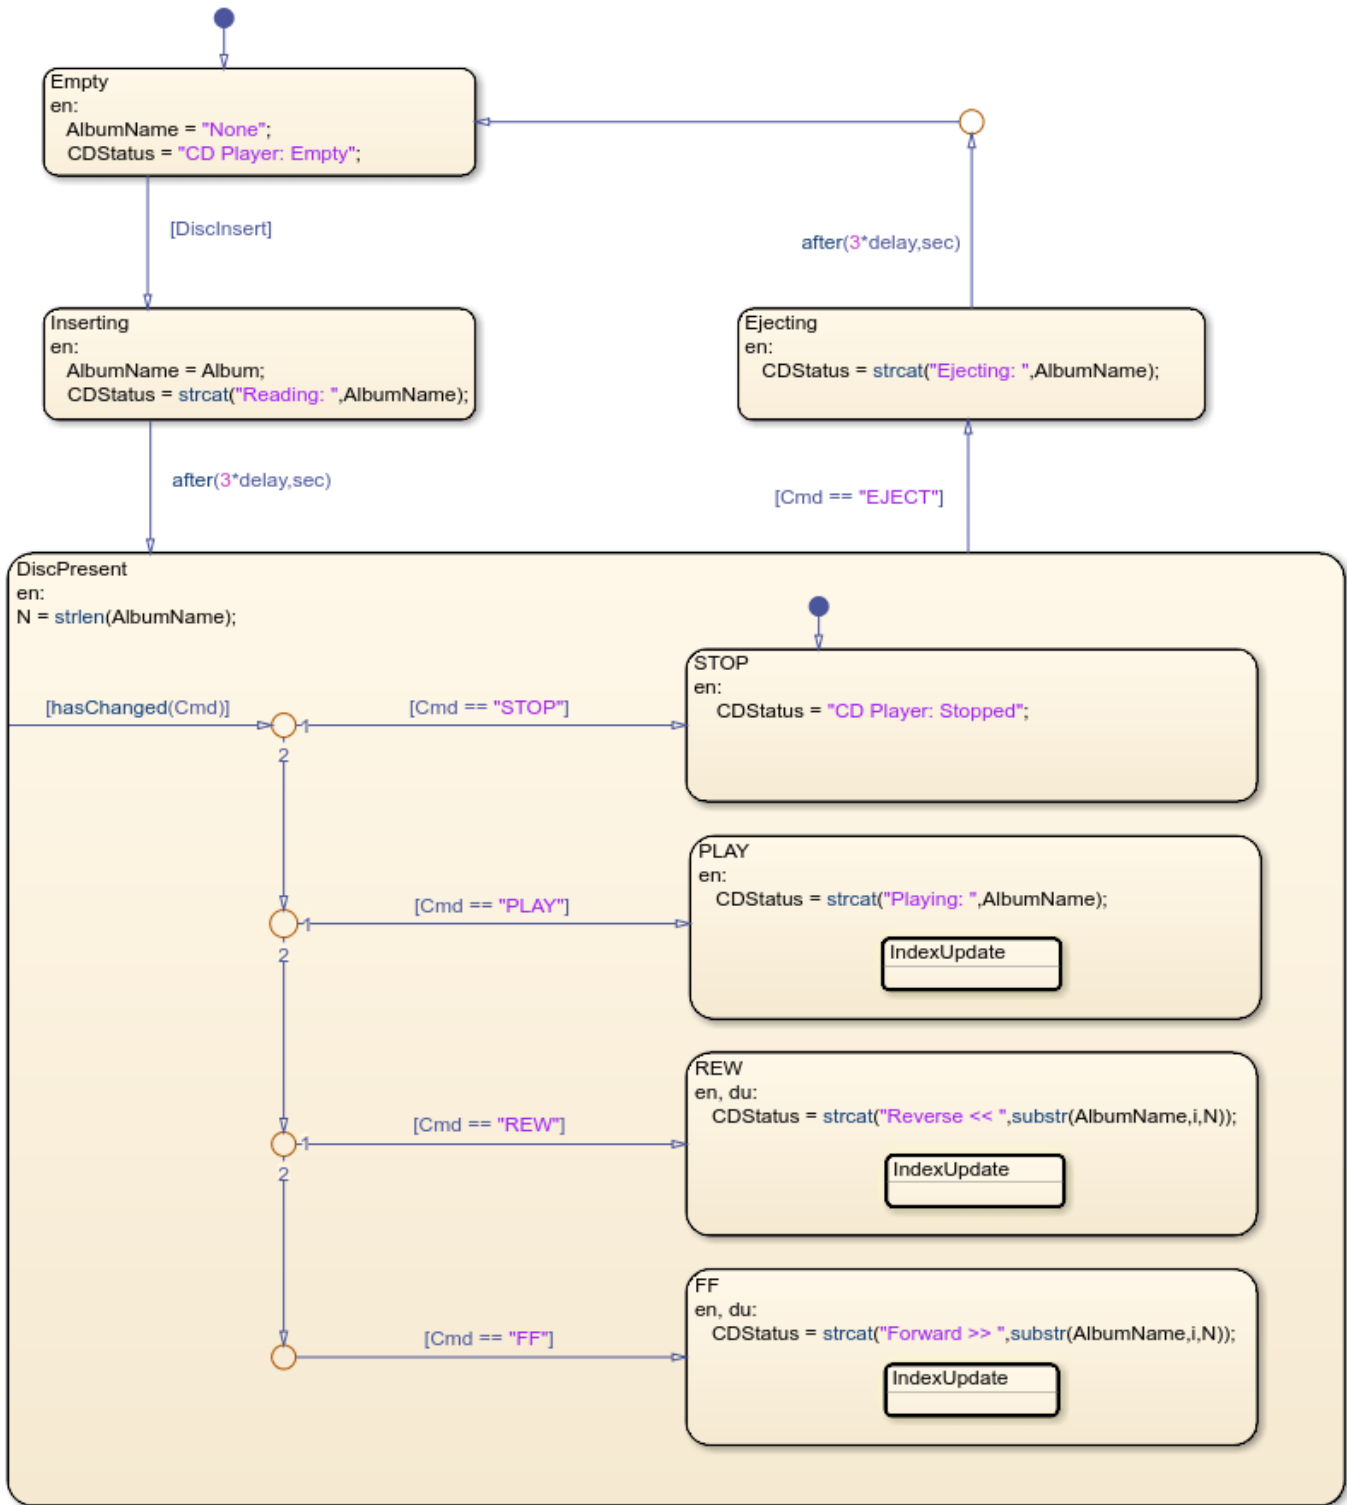 Empty
en:
AlbumName = "None";
CDStatus = "CD Player: Empty";
[DiscInsert]
after(3*delay,sec)
Inserting
en:
AlbumName = Album;
CDStatus = strcat("Reading: ",AlbumName);
Ejecting
en:
CDStatus = strcat("Ejecting: ",AlbumName);
after(3*delay,sec)
[Cmd == "EJECT"]
DiscPresent
en:
N = strlen(AlbumName);
STOP
en:
CDStatus = "CD Player: Stopped";
[hasChanged(Cmd)]
1
[Cmd == "STOP"]
2
PLAY
en:
CDStatus = strcat("Playing: ",AlbumName);
IndexUpdate
1
[Cmd == "PLAY"]
2
REW
en, du:
CDStatus = strcat("Reverse << ",substr(AlbumName,i,N));
IndexUpdate
1
[Cmd == "REW"]
2
FF
en, du:
CDStatus = strcat("Forward >> ",substr(AlbumName,i,N));
IndexUpdate
[Cmd == "FF"]